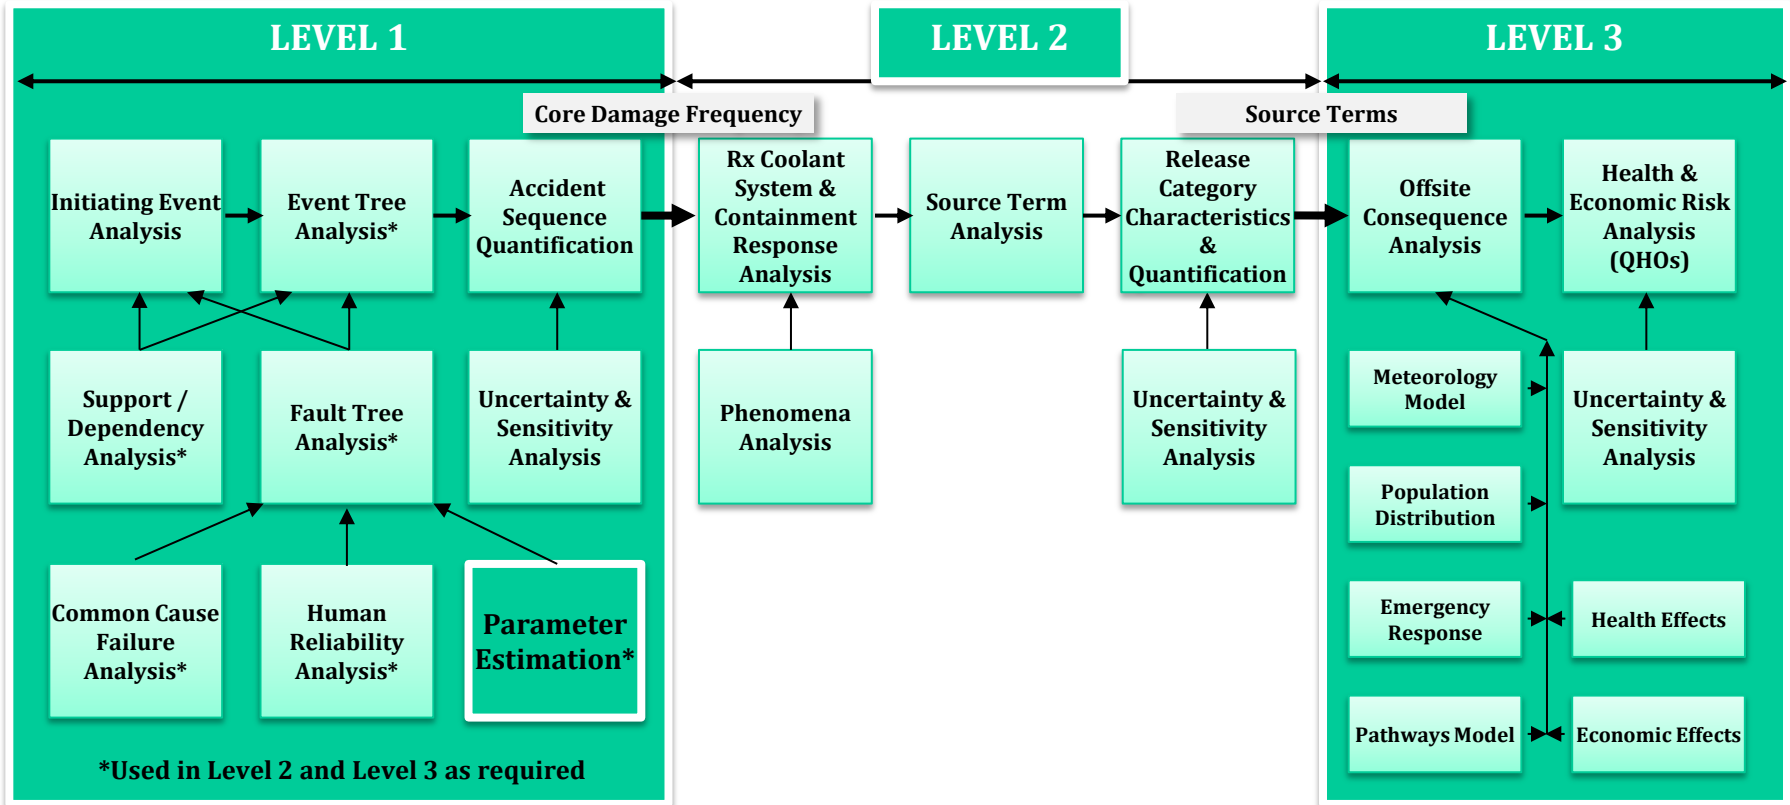 LEVEL 1
LEVEL 2
LEVEL 3
Core Damage Frequency
Source Terms
Initiating Event
Analysis
Event Tree
Analysis*
Accident
Sequence
Quantification
Rx Coolant
System &
Containment
Response
Analysis
Source Term
Analysis
Release
Category
Characteristics
&
Quantification
Offsite
Consequence
Analysis
Health &
Economic Risk
Analysis
(QHOs)
Support /
Dependency
Analysis*
Fault Tree
Analysis*
Uncertainty &
Sensitivity
Analysis
Phenomena
Analysis
Uncertainty &
Sensitivity
Analysis
Meteorology
Model
Uncertainty &
Sensitivity
Analysis
Population
Distribution
Common Cause
Failure
Analysis*
Human
Reliability
Analysis*
Parameter
Estimation*
Emergency
Response
Health Effects
Pathways Model
Economic Effects
*Used in Level 2 and Level 3 as required